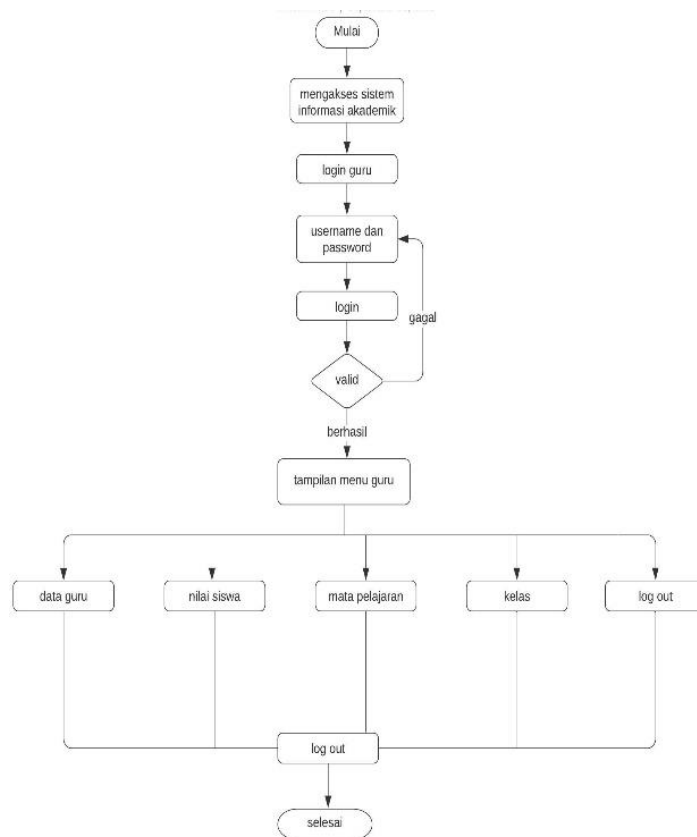 Mulai
mengakses sistem
informasi akademik
login guru
username dan
password
login
gagal
valid
berhasil
tampilan menu guru
data guru
nilai siswa
mata pelajaran
kelas
log out
log out
selesai